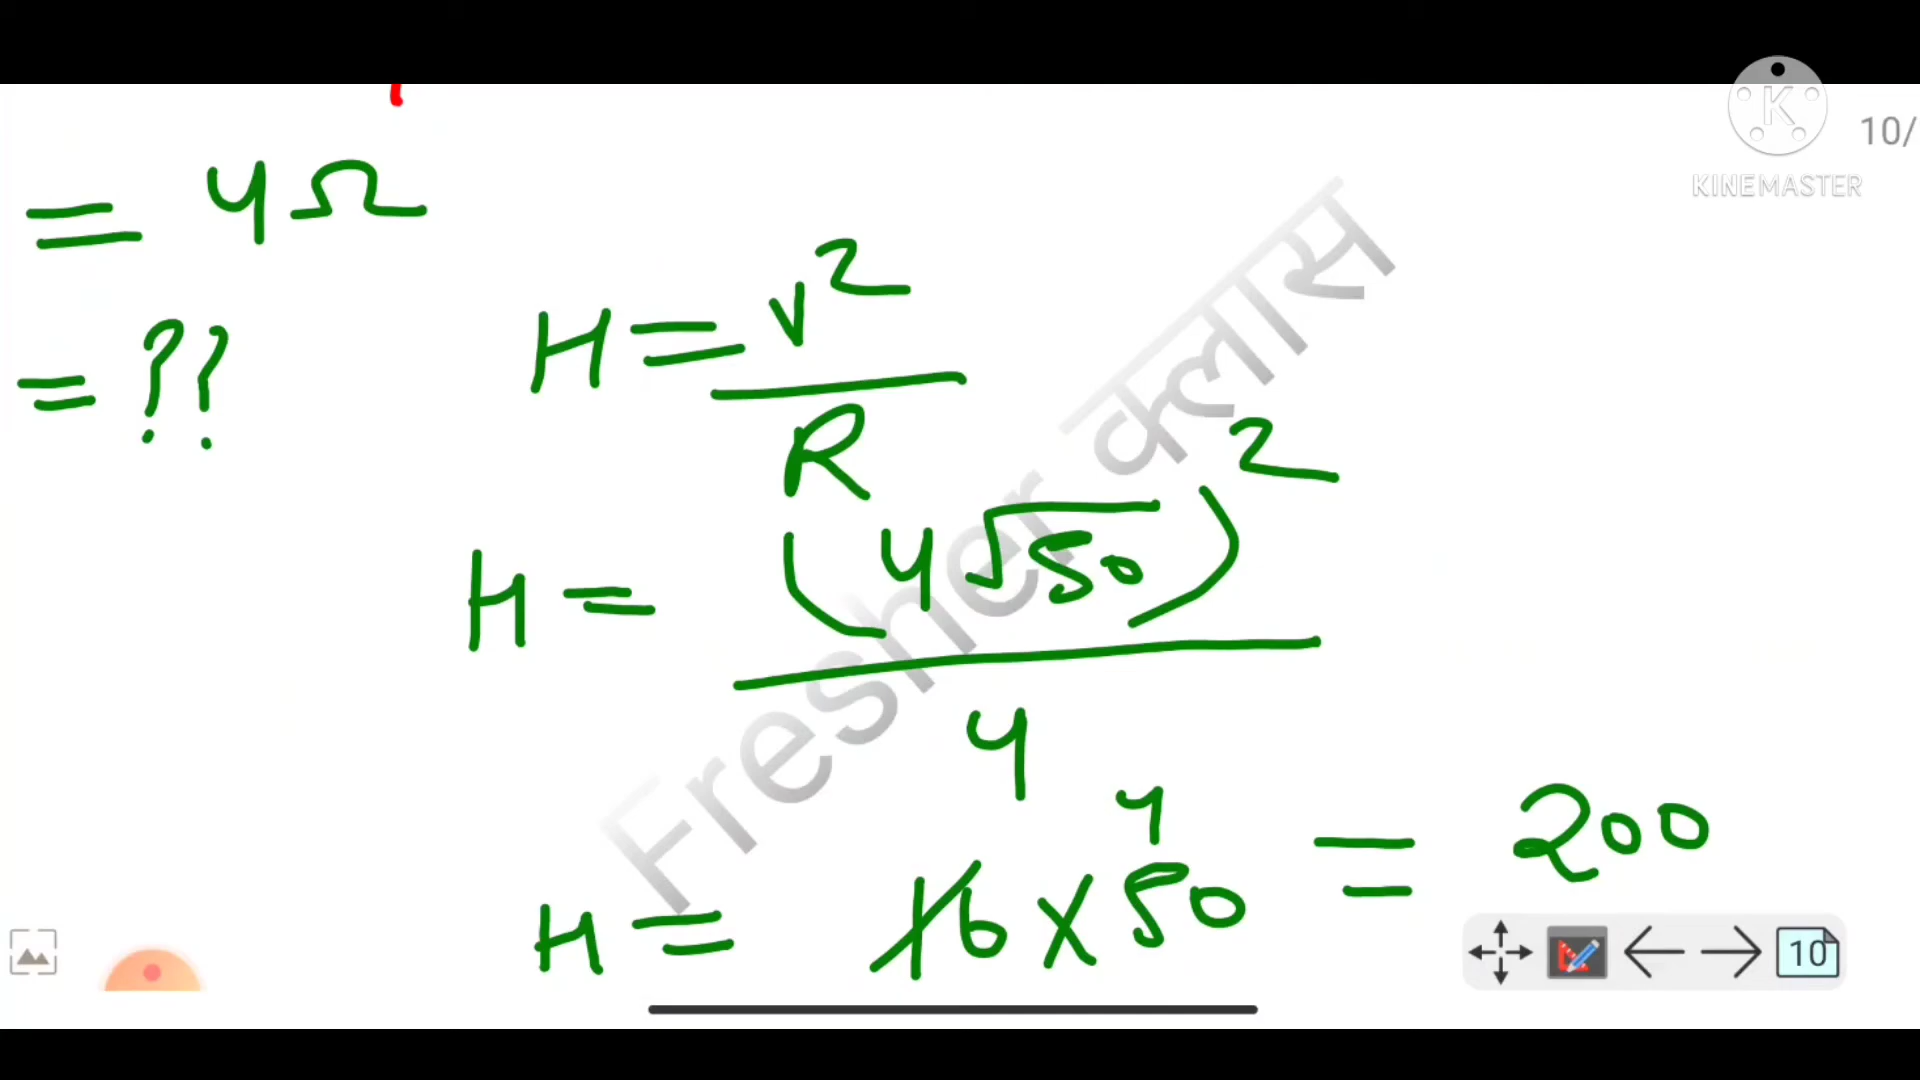 KINEMASTER
10/
= 4Ω
= ??
H = v²
R
H = (4√50)²
4
H = 16 × 50 = 200
4
Fresher क्लास
10